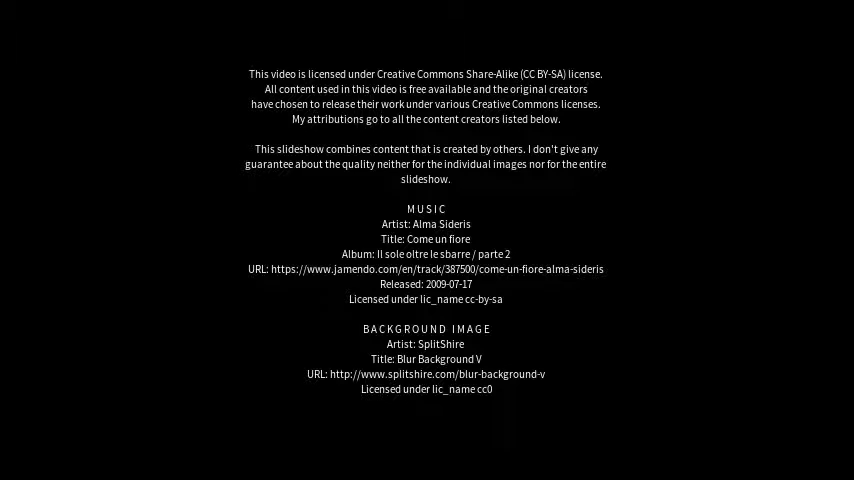 This video is licensed under Creative Commons Share-Alike (CC BY-SA) license.
All content used in this video is free available and the original creators
have chosen to release their work under various Creative Commons licenses.
My attributions go to all the content creators listed below.
This slideshow combines content that is created by others. I don't give any
guarantee about the quality neither for the individual images nor for the entire
slideshow.
MUSIC
Artist: Alma Sideris
Title: Come un fiore
Album: Il sole oltre le sbarre / parte 2
URL: https://www.jamendo.com/en/track/387500/come-un-fiore-alma-sideris
Released: 2009-07-17
Licensed under lic_name cc-by-sa
BACKGROUND IMAGE
Artist: SplitShire
Title: Blur Background V
URL: http://www.splitshire.com/blur-background-v
Licensed under lic_name cc0